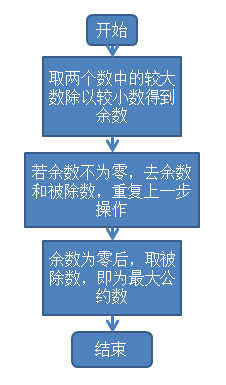 开始
取两个数中的较大
数除以较小数得到
余数
若余数不为零，去余数
和被除数，重复上一步
操作
余数为零后，取被
除数，即为最大公
约数
结束